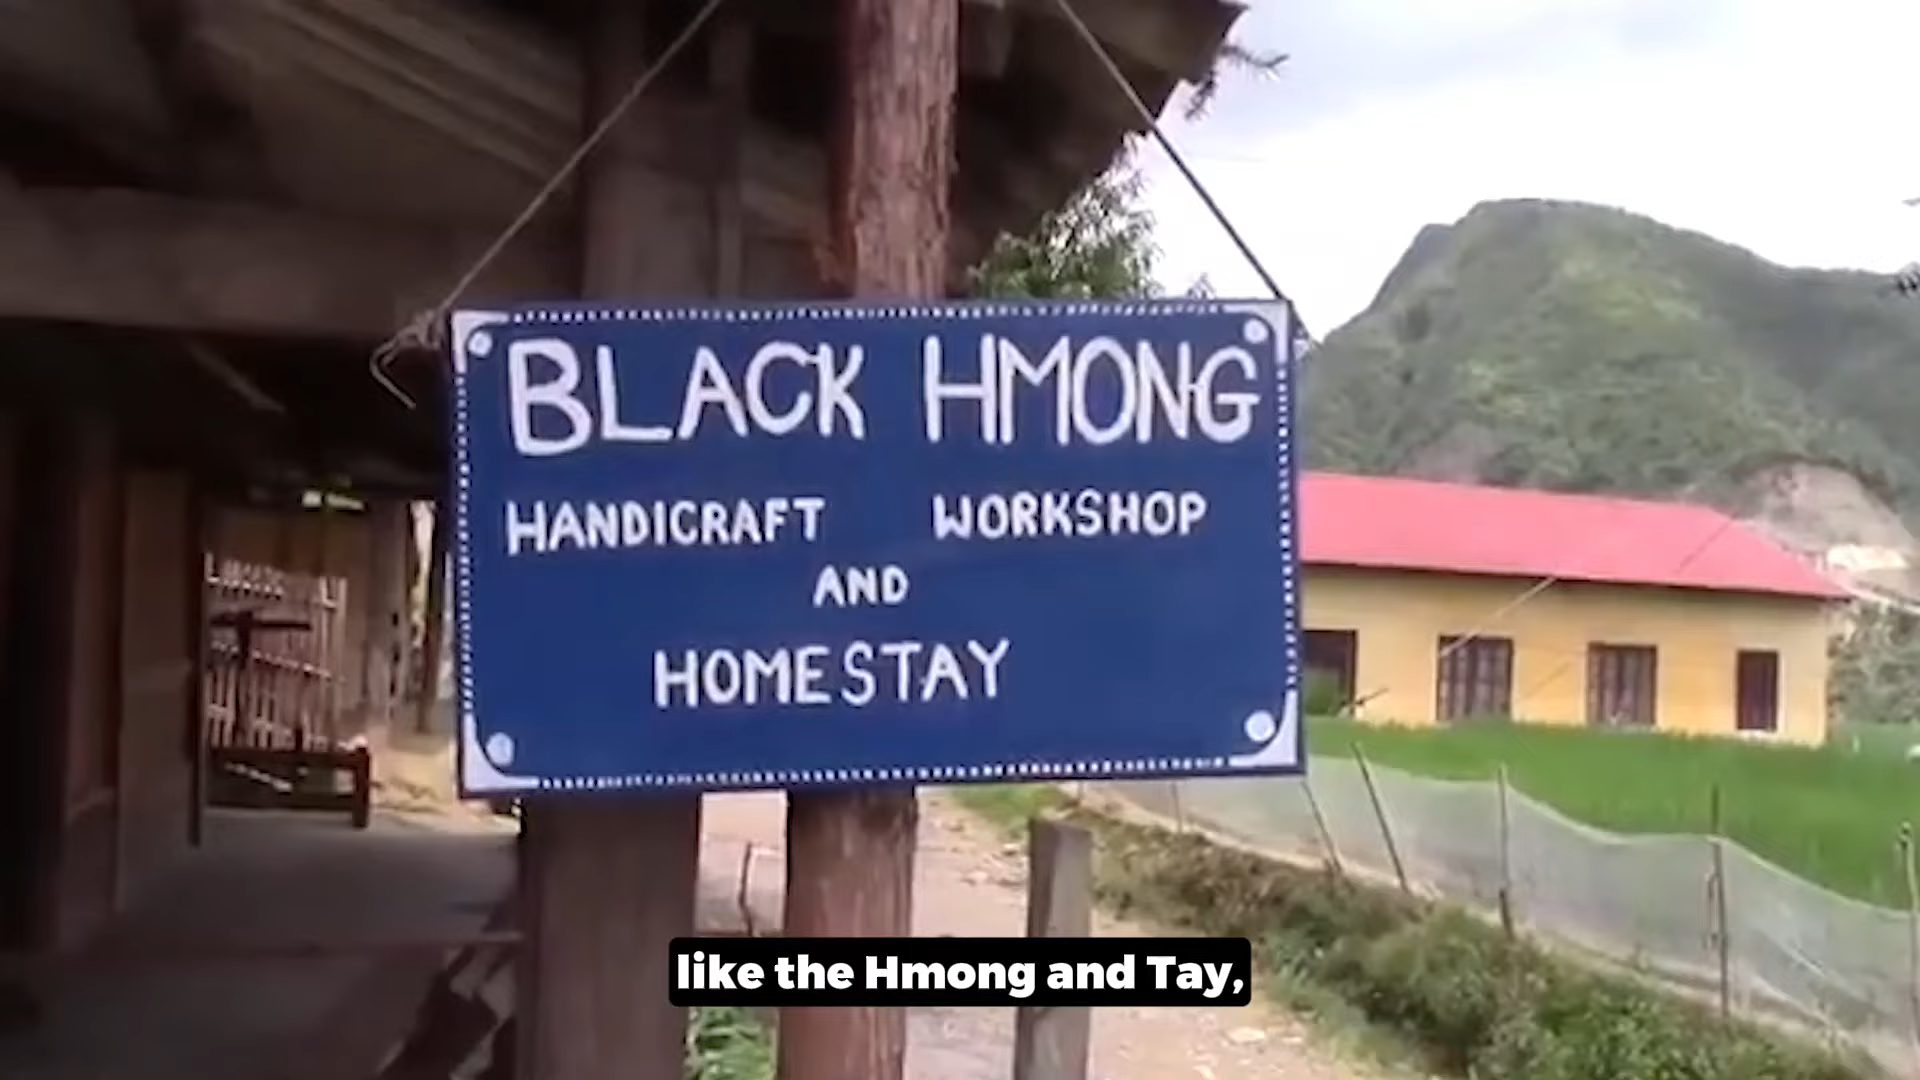 BLACK HMONG
HANDICRAFT WORKSHOP
AND
HOMESTAY
like the Hmong and Tay,